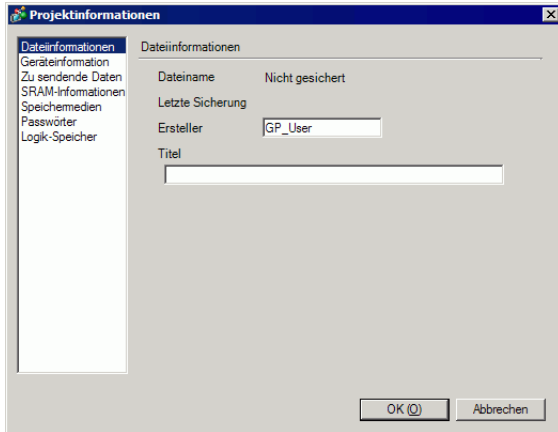 Projektinformationen
Dateiinformationen
Geräteinformation
Zu sendende Daten
SRAM-Informationen
Speichermedien
Passwörter
Logik-Speicher
Dateiinformationen
Dateiname Nicht gesichert
Letzte Sicherung
Ersteller GP_User
Titel
OK (O) Abbrechen